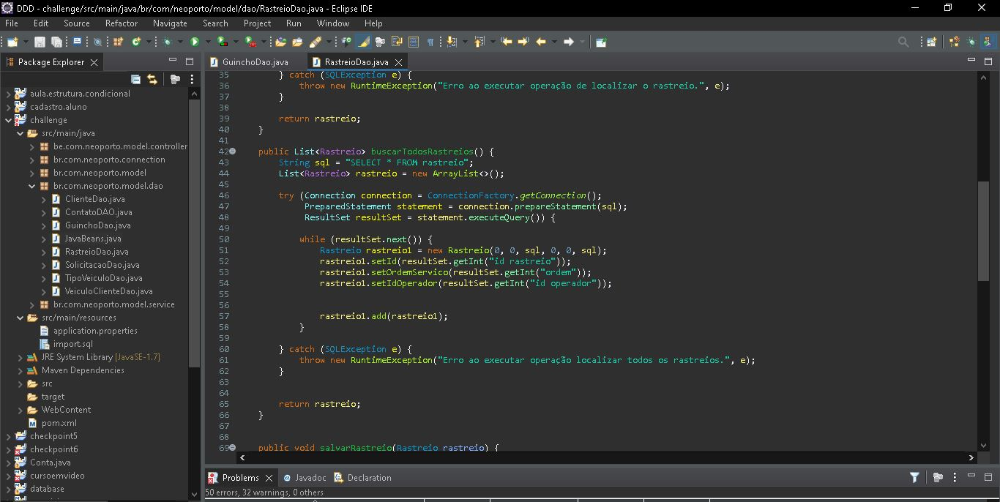 DDD - challenge/src/main/java/br/com/neoporto/model/dao/RastreioDao.java - Eclipse IDE
File Edit Source Refactor Navigate Search Project Run Window Help
Package Explorer
GuinchoDao.java
RastreioDao.java
aula.estrutura.condicional
cadastro.aluno
challenge
src/main/java
be.com.neoporto.model.controller
br.com.neoporto.connection
br.com.neoporto.model
br.com.neoporto.model.dao
ClienteDao.java
ContatoDAO.java
GuinchoDao.java
JavaBeans.java
RastreioDao.java
SolicitacaoDao.java
TipoVeiculoDao.java
VeiculoClienteDao.java
br.com.neoporto.model.service
src/main/resources
application.properties
import.sql
JRE System Library [JavaSE-1.7]
Maven Dependencies
src
target
WebContent
pom.xml
checkpoint5
checkpoint6
Conta.java
cursoemvideo
database
35 } catch (SQLException e) {
36 throw new RuntimeException("Erro ao executar operação de localizar o rastreio.", e);
37 }
38
39 return rastreio;
40 }
41
42 public List<Rastreio> buscarTodosRastreios() {
43 String sql = "SELECT * FROM rastreio";
44 List<Rastreio> rastreio = new ArrayList<>();
45
46 try (Connection connection = ConnectionFactory.getConnection();
47 PreparedStatement statement = connection.prepareStatement(sql);
48 ResultSet resultSet = statement.executeQuery()) {
49
50 while (resultSet.next()) {
51 Rastreio rastreio1 = new Rastreio(0, 0, sql, 0, 0, sql);
52 rastreio1.setId(resultSet.getInt("id rastreio"));
53 rastreio1.setOrdemServico(resultSet.getInt("ordem"));
54 rastreio1.setIdOperador(resultSet.getInt("id operador"));
55
56
57 rastreio1.add(rastreio1);
58 }
59
60 } catch (SQLException e) {
61 throw new RuntimeException("Erro ao executar operação localizar todos os rastreios.", e);
62 }
63
64
65 return rastreio;
66 }
67
68
69 public void salvarRastreio(Rastreio rastreio) {
Problems
Javadoc
Declaration
50 errors, 32 warnings, 0 others